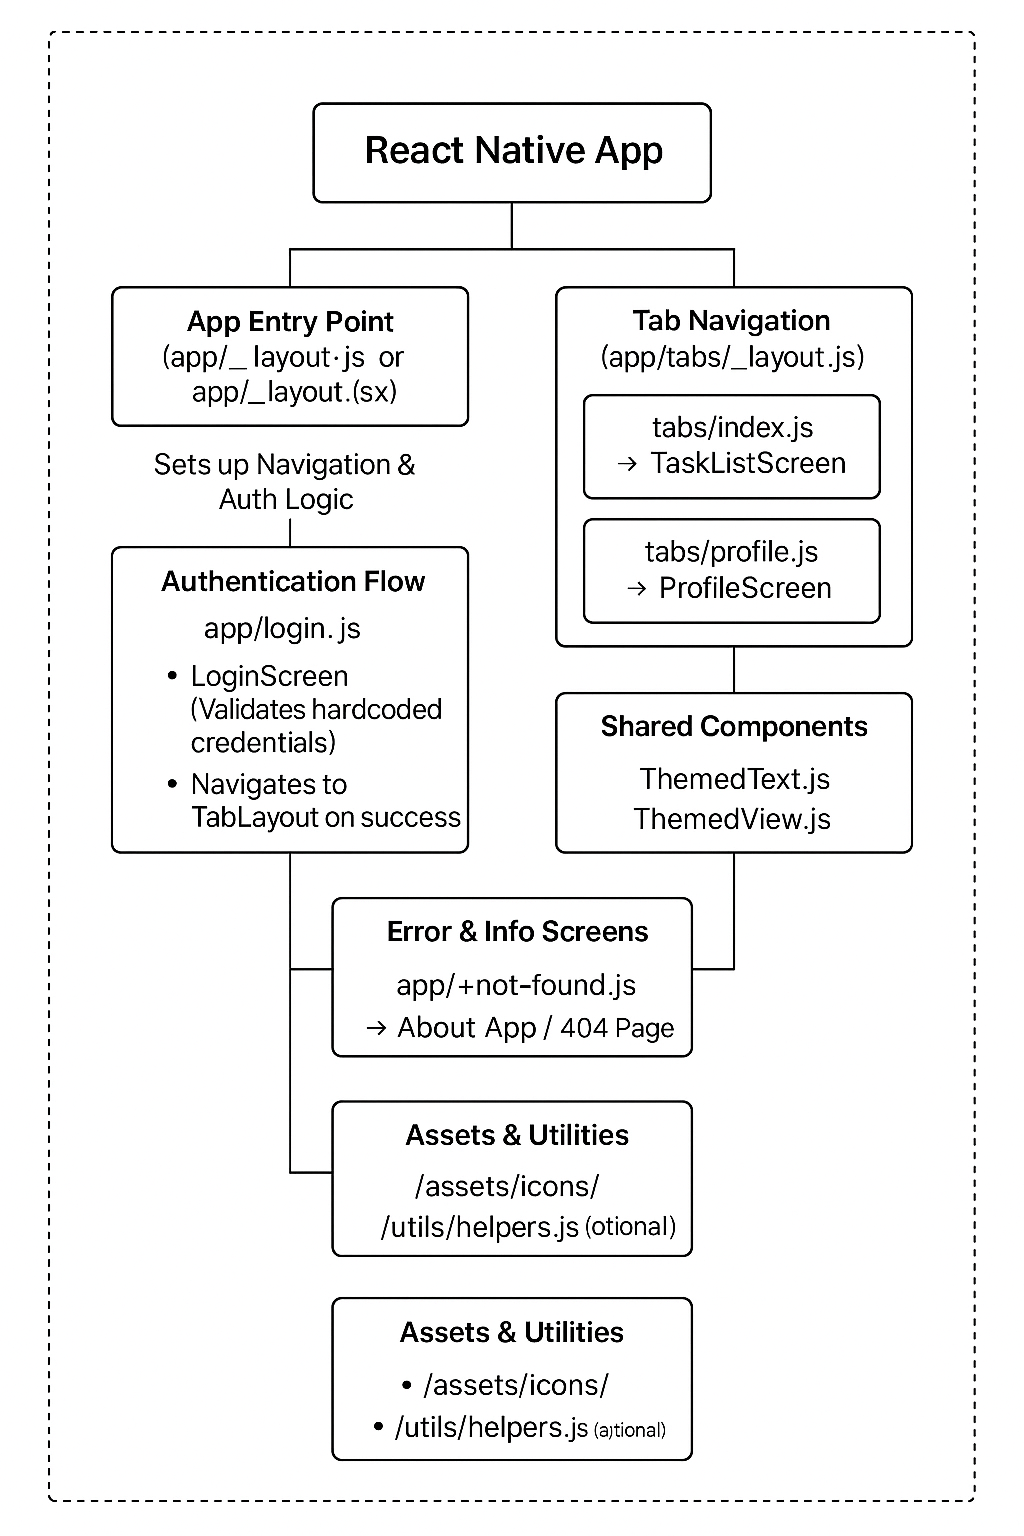 React Native App
App Entry Point
(app/_ layout·js or
app/_layout.(sx)
Sets up Navigation &
Auth Logic
Authentication Flow
app/login. js
• LoginScreen
(Validates hardcoded
credentials)
• Navigates to
TabLayout on success
Tab Navigation
(app/tabs/_layout.js)
tabs/index.js
→ TaskListScreen
tabs/profile.js
→ ProfileScreen
Shared Components
ThemedText.js
ThemedView.js
Error & Info Screens
app/+not-found.js
→ About App / 404 Page
Assets & Utilities
/assets/icons/
/utils/helpers.js (otional)
Assets & Utilities
• /assets/icons/
• /utils/helpers.js